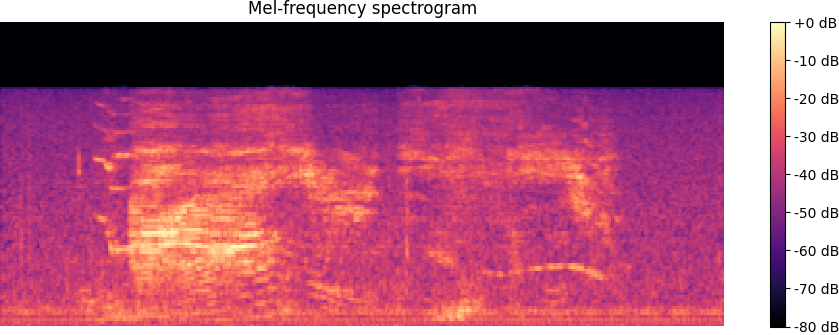 Mel-frequency spectrogram
+0 dB
-10 dB
-20 dB
-30 dB
-40 dB
-50 dB
-60 dB
-70 dB
-80 dB